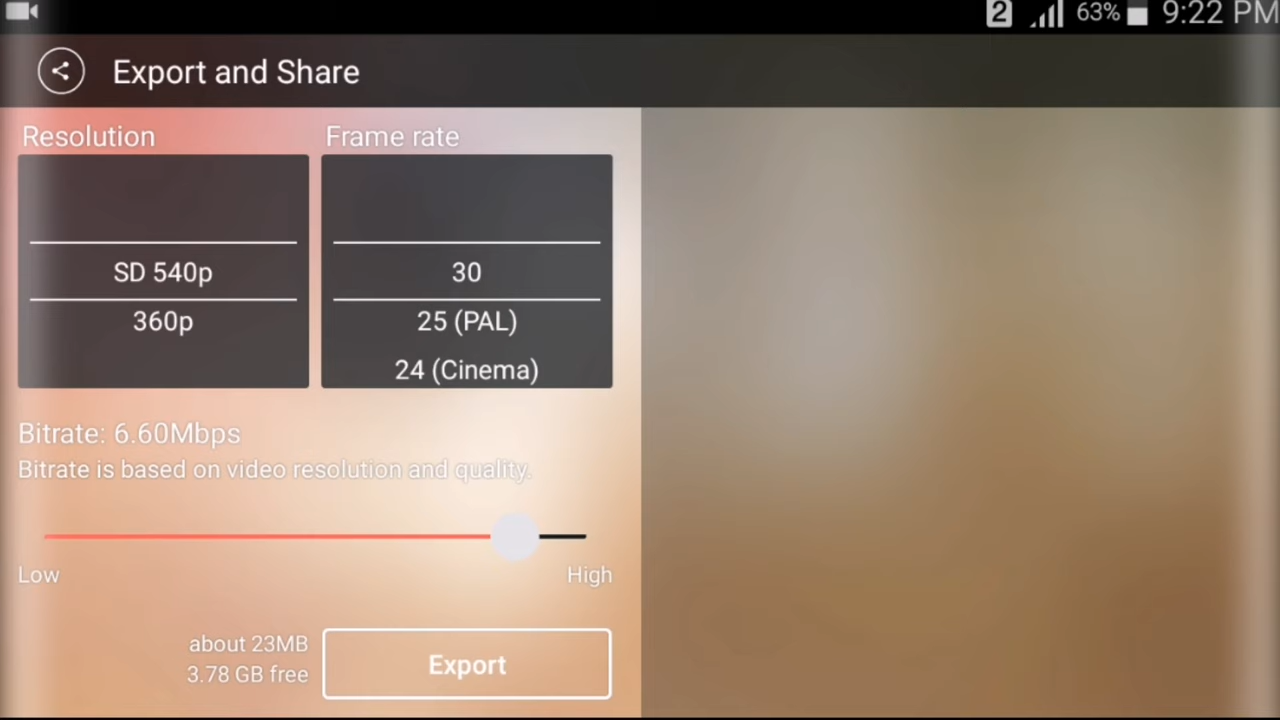 2 63% 9:22 PM
Export and Share
Resolution
Frame rate
SD 540p
360p
30
25 (PAL)
24 (Cinema)
Bitrate: 6.60Mbps
Bitrate is based on video resolution and quality.
Low
High
about 23MB
3.78 GB free
Export